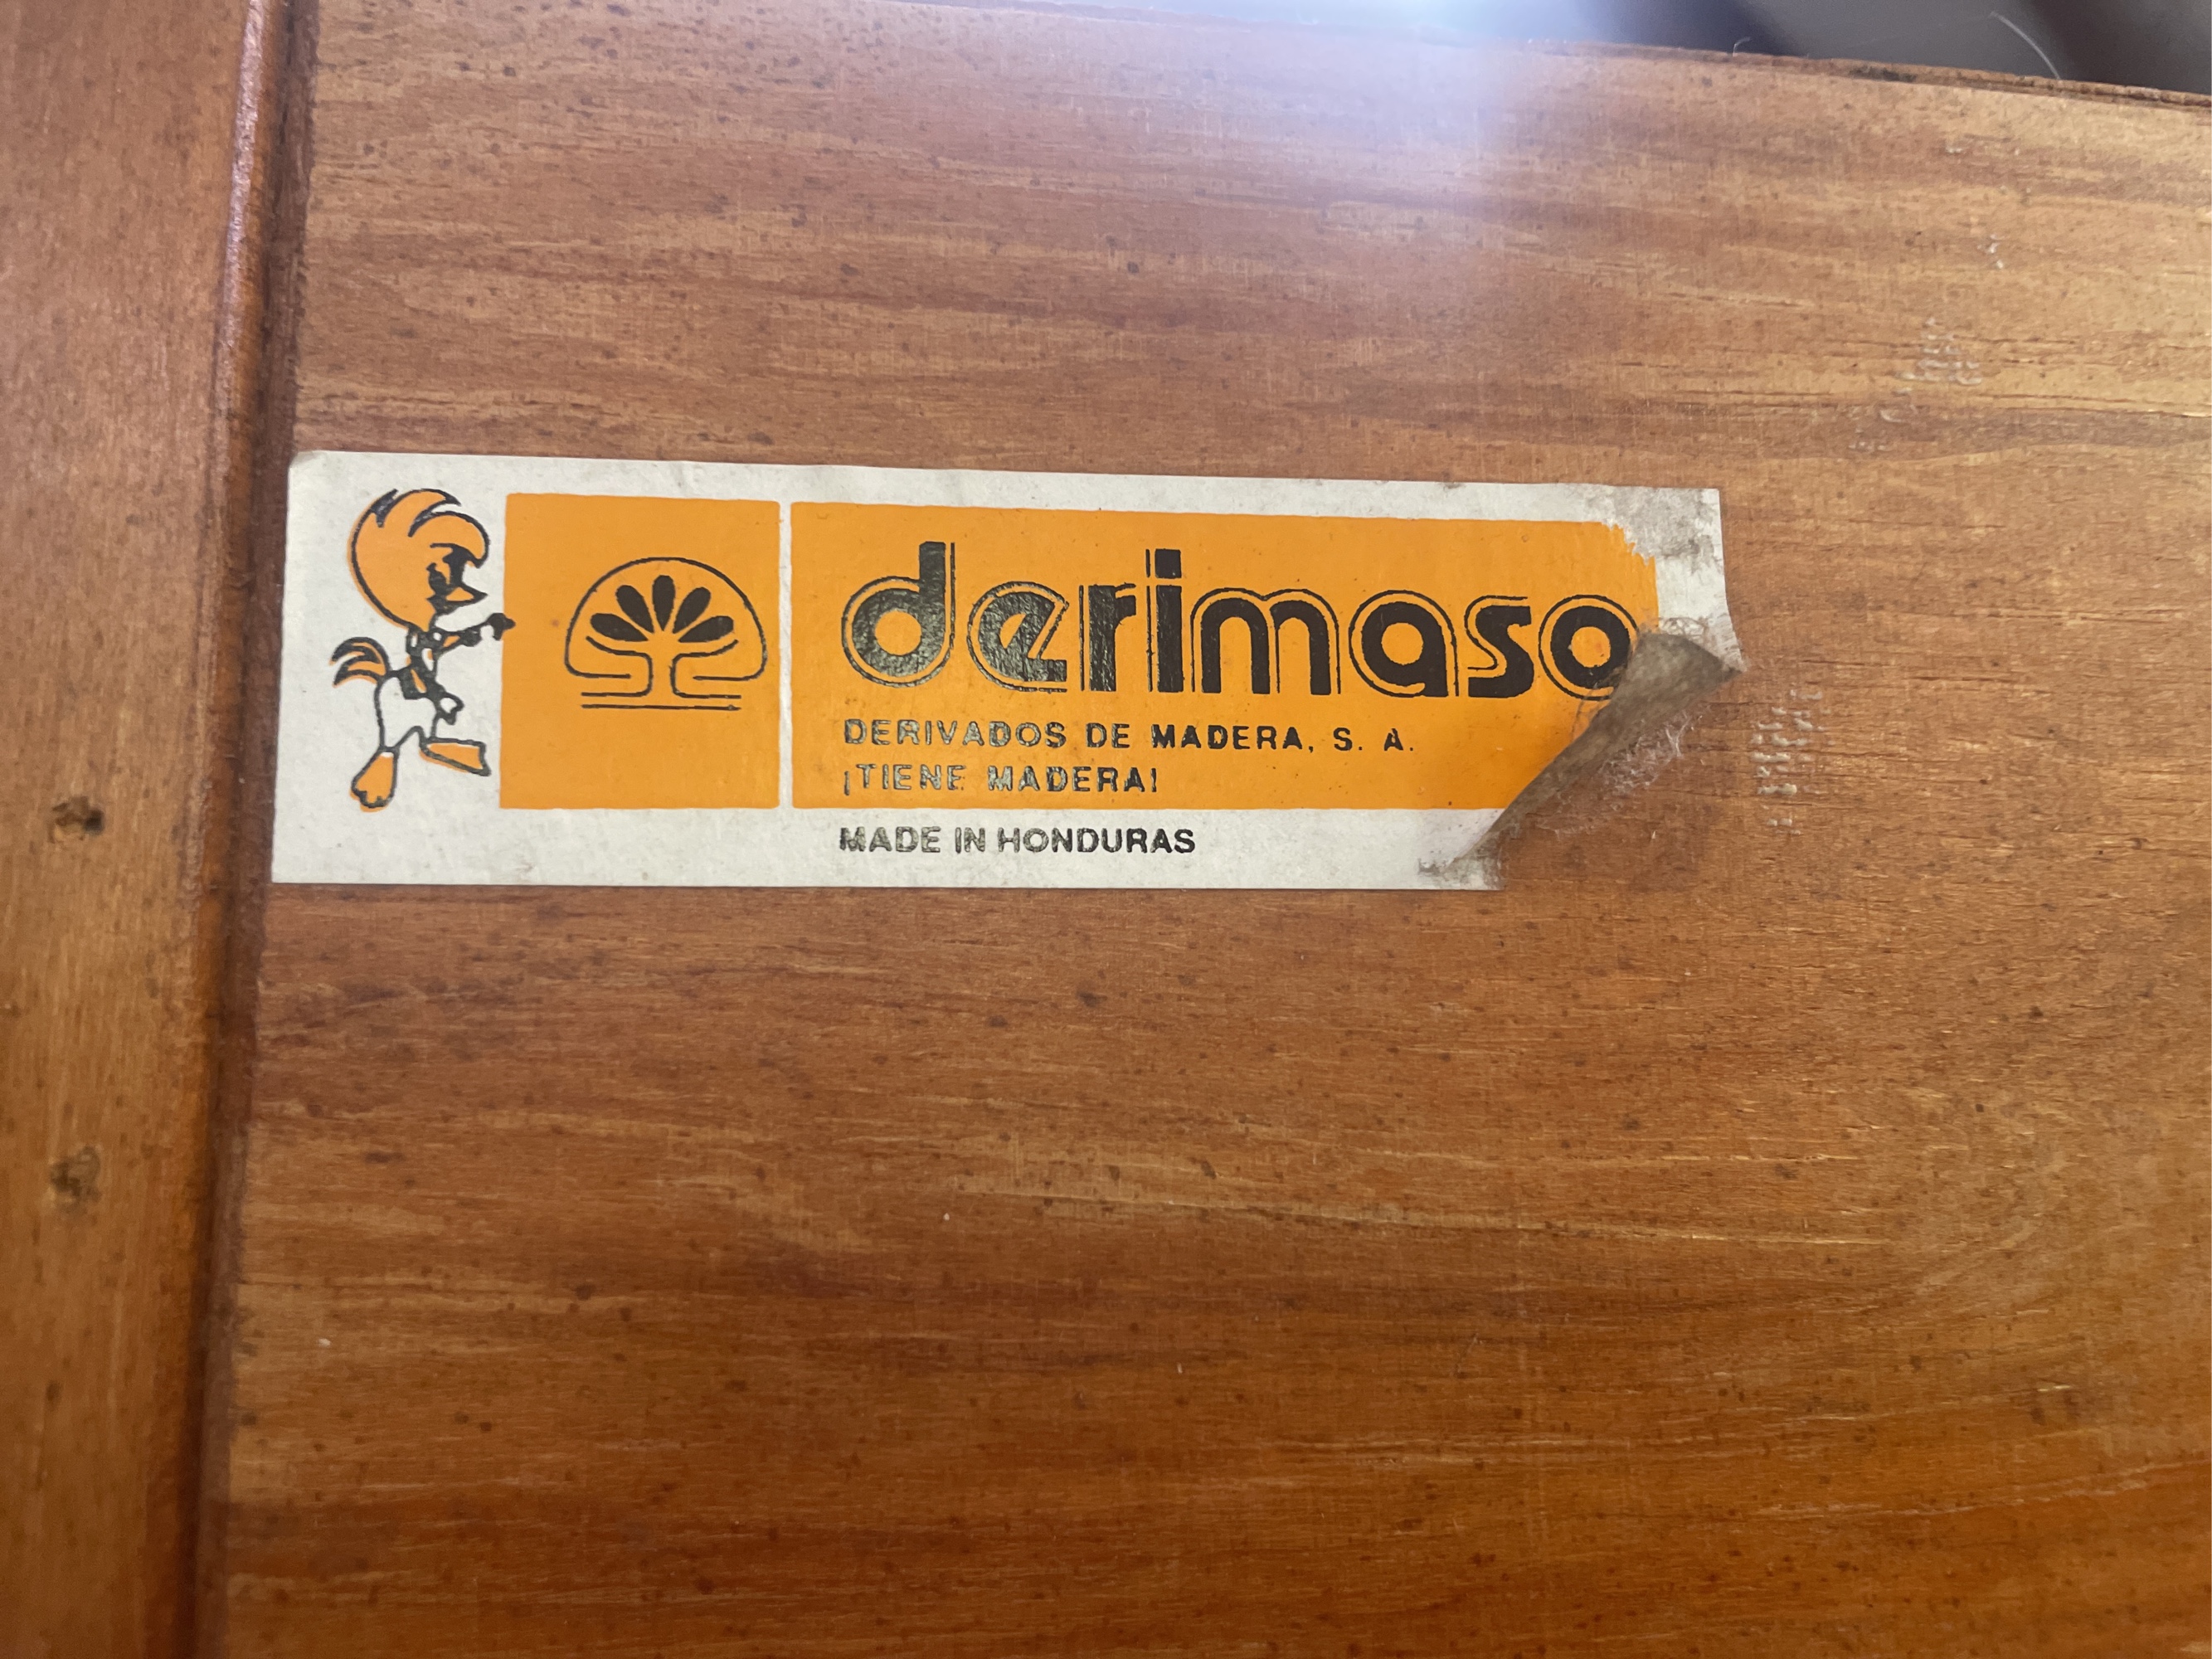 derimaso
DERIVADOS DE MADERA, S. A.
¡TIENE MADERA!
MADE IN HONDURAS